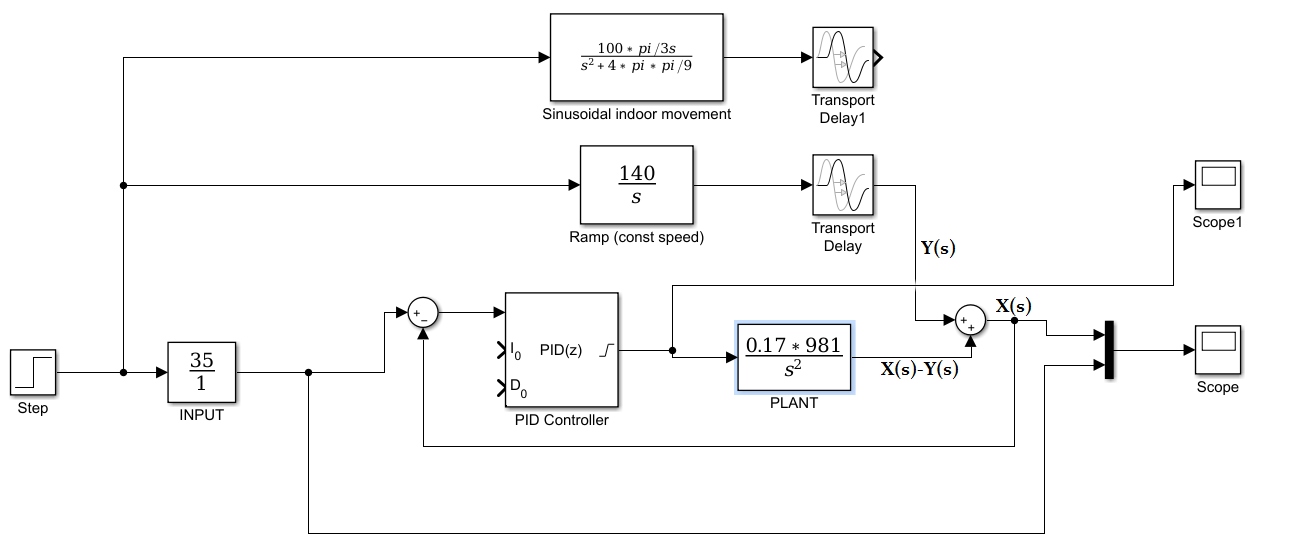 100 * pi /3s
s² + 4 * pi * pi /9
Sinusoidal indoor movement
Transport
Delay1
140
s
Ramp (const speed)
Transport
Delay
Scope1
Y(s)
X(s)
+
−
+
+
35
1
INPUT
Step
I₀
D₀
PID(z)
PID Controller
0.17 * 981
s²
PLANT
X(s)-Y(s)
Scope